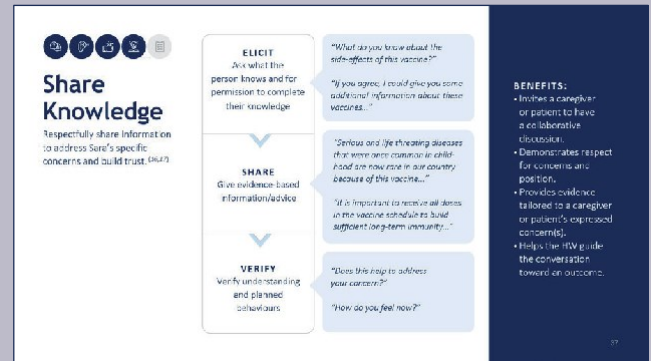 Share
Knowledge
Respectfully share information
to address Sara's specific
concerns and build trust. (26,27)
ELICIT
Ask what the
person knows and for
permission to complete
their knowledge
SHARE
Give evidence-based
information/advice
VERIFY
Verify understanding
and planned
behaviours
"What do you know about the
side-effects of this vaccine?"
"If you agree, I could give you some
additional information about these
vaccines..."
"Serious and life threating diseases
that were once common in child-
hood are now rare in our country
because of this vaccine..."
"It is important to receive all doses
in the vaccine schedule to build
sufficient long-term immunity..."
"Does this help to address
your concern?"
"How do you feel now?"
BENEFITS:
• Invites a caregiver
or patient to have
a collaborative
discussion.
• Demonstrates respect
for concerns and
position.
• Provides evidence
tailored to a caregiver
or patient's expressed
concern(s).
• Helps the HW guide
the conversation
toward an outcome.
37